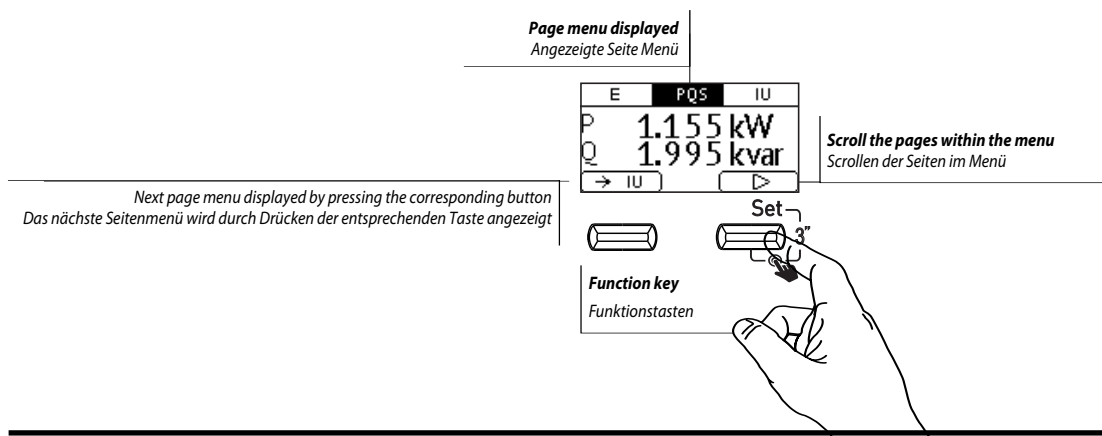 Page menu displayed
Angezeigte Seite Menü
E PQS IU
P 1.155 kW
Q 1.995 kvar
→ IU ▷
Scroll the pages within the menu
Scrollen der Seiten im Menü
Next page menu displayed by pressing the corresponding button
Das nächste Seitenmenü wird durch Drücken der entsprechenden Taste angezeigt
Set
3"
Function key
Funktionstasten